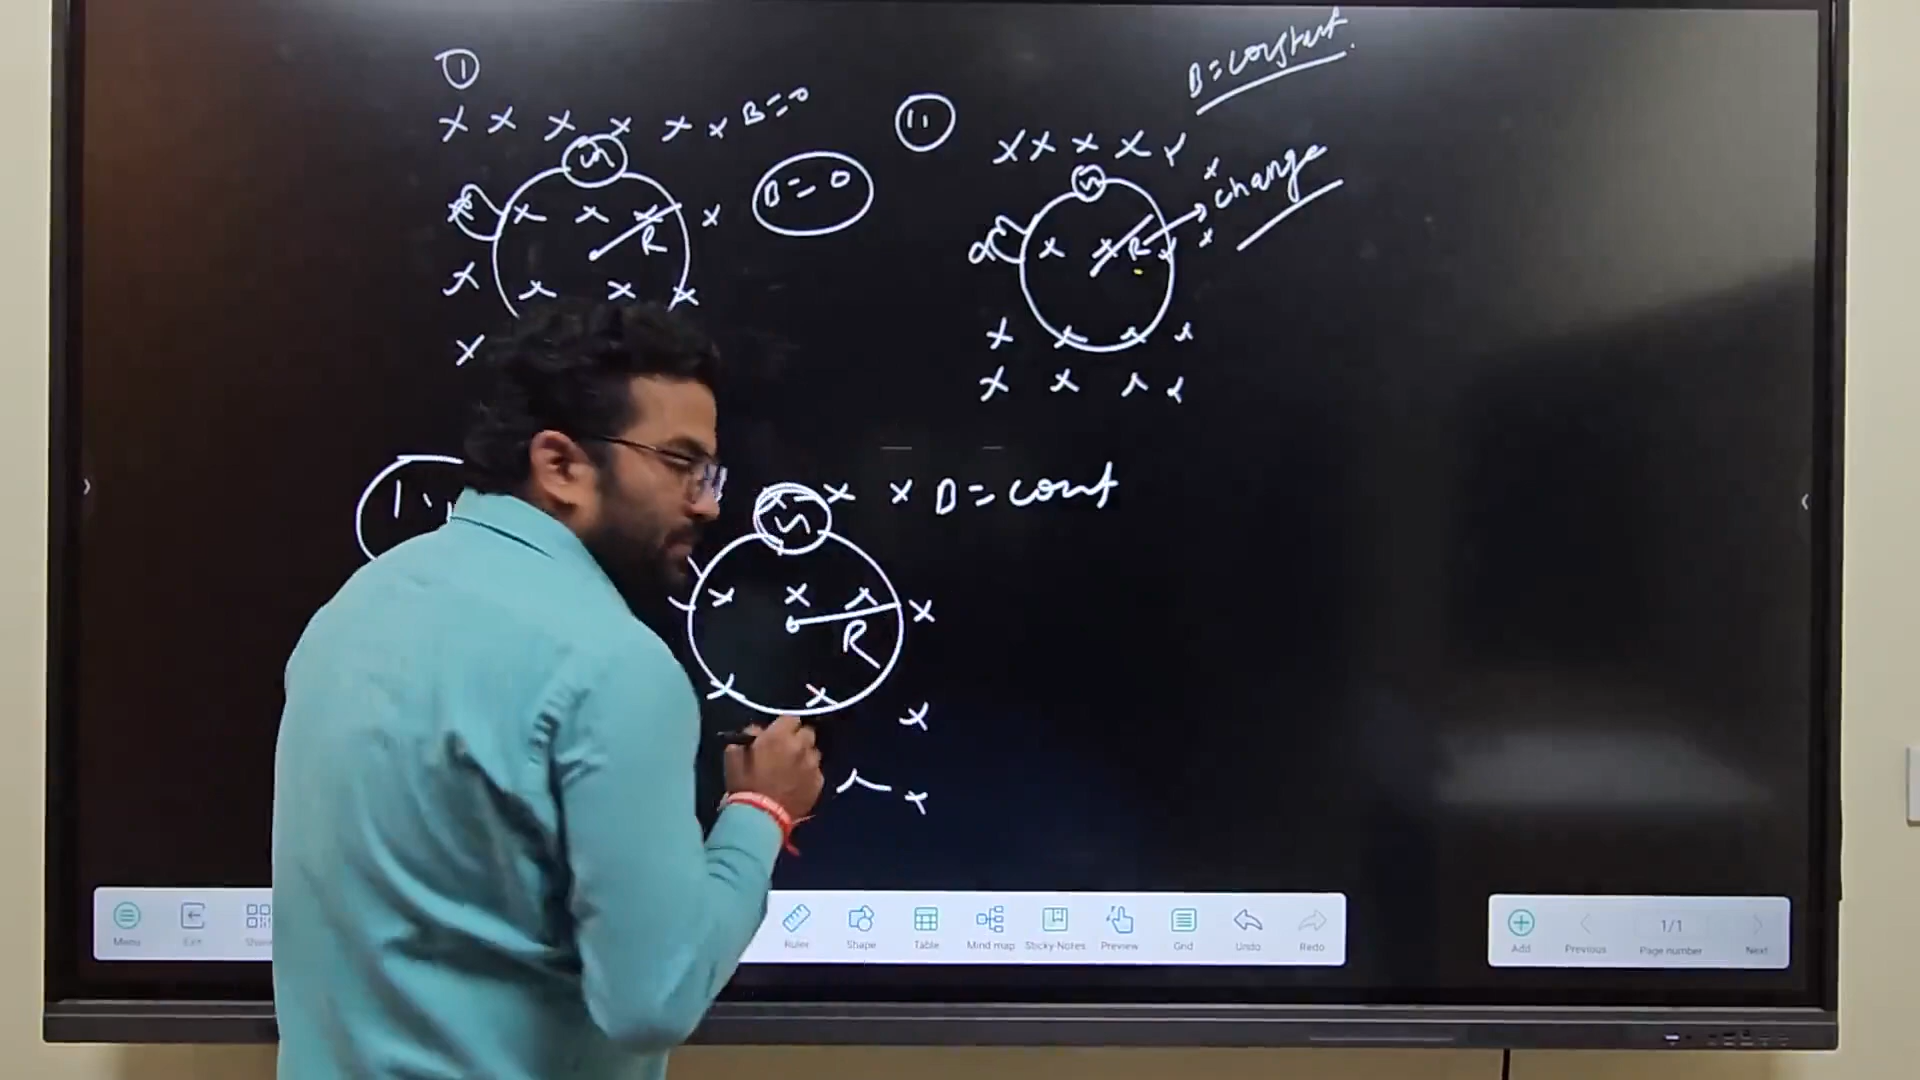 ①
B = constant.
x x x x x x B = 0
⑪
x x x x x
B = 0
change
x x x x
R
x
x x x R x
x x x x
x
x x x x
x x x x
x x x B = const
x x x x
R
x x x
x x
Menu
Exit
Ruler
Shape
Table
Mind map
Sticky Notes
Preview
Grid
Undo
Redo
Add
Previous
1/1
Page number
Next